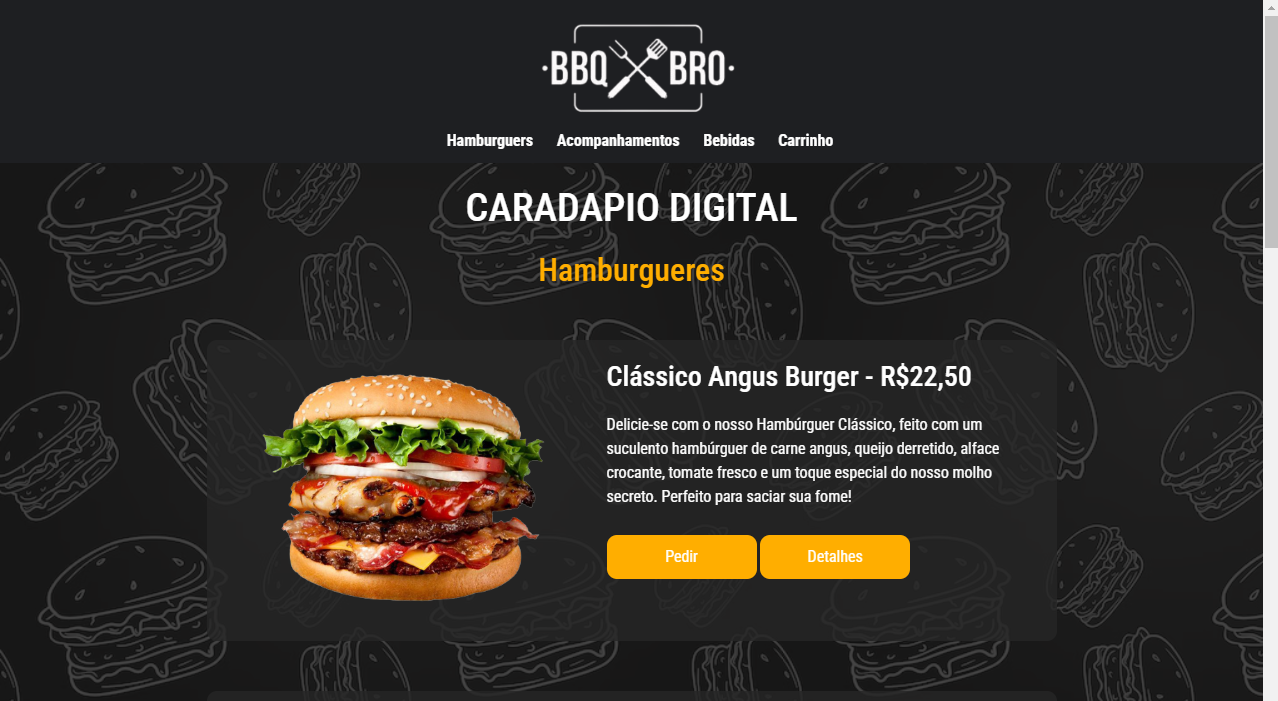 BBQ BRO
Hamburguers Acompanhamentos Bebidas Carrinho
CARADAPIO DIGITAL
Hamburgueres
Clássico Angus Burger - R$22,50
Delicie-se com o nosso Hambúrguer Clássico, feito com um
suculento hambúrguer de carne angus, queijo derretido, alface
crocante, tomate fresco e um toque especial do nosso molho
secreto. Perfeito para saciar sua fome!
Pedir Detalhes